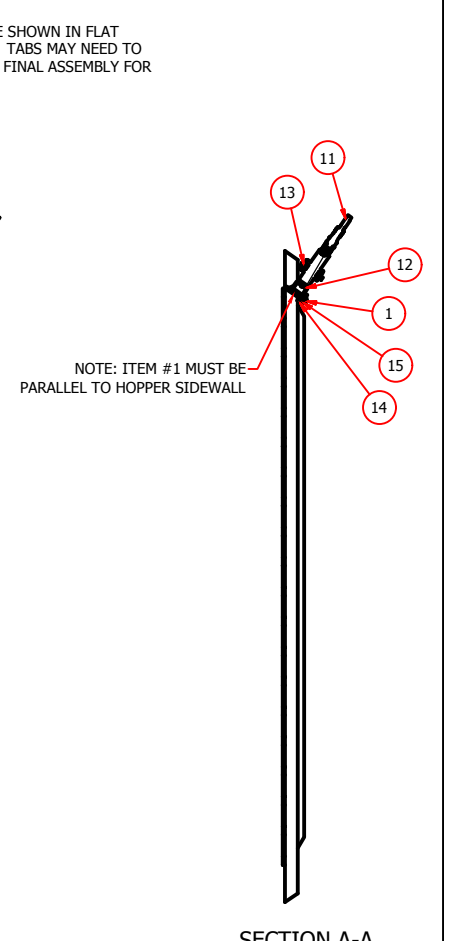 E SHOWN IN FLAT
TABS MAY NEED TO
FINAL ASSEMBLY FOR
11
13
12
1
NOTE: ITEM #1 MUST BE
PARALLEL TO HOPPER SIDEWALL
15
14
SECTION A-A